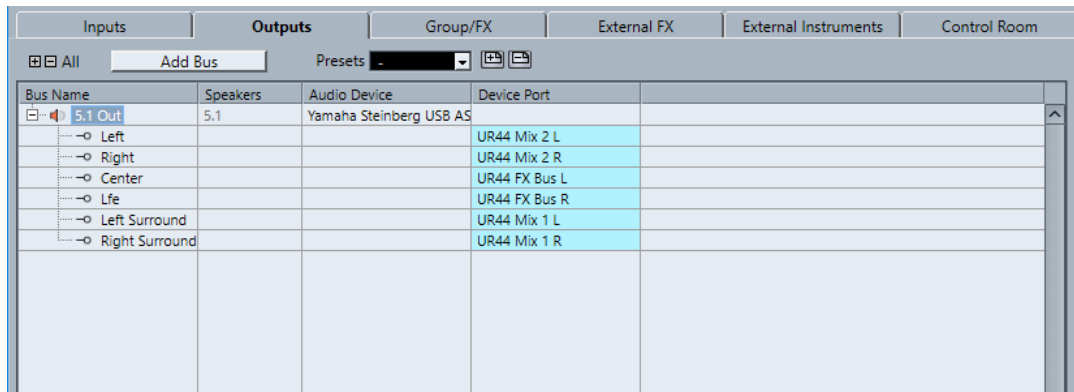 Inputs Outputs Group/FX External FX External Instruments Control Room
All Add Bus Presets -
Bus Name Speakers Audio Device Device Port
5.1 Out 5.1 Yamaha Steinberg USB AS
Left UR44 Mix 2 L
Right UR44 Mix 2 R
Center UR44 FX Bus L
Lfe UR44 FX Bus R
Left Surround UR44 Mix 1 L
Right Surround UR44 Mix 1 R